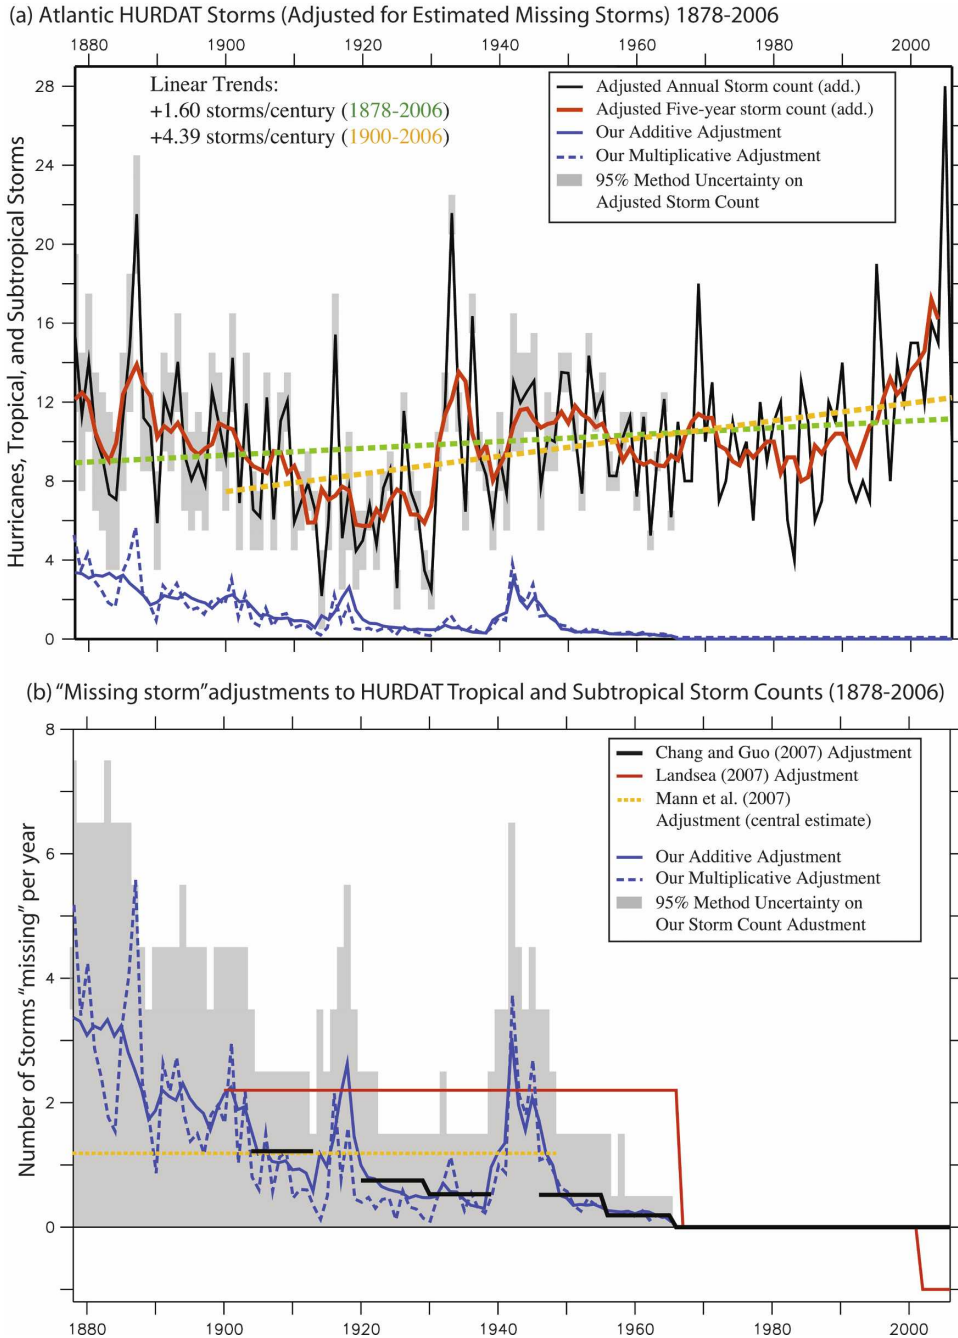 (a) Atlantic HURDAT Storms (Adjusted for Estimated Missing Storms) 1878-2006
1880 1900 1920 1940 1960 1980 2000
Linear Trends:
+1.60 storms/century (1878-2006)
+4.39 storms/century (1900-2006)
Adjusted Annual Storm count (add.)
Adjusted Five-year storm count (add.)
Our Additive Adjustment
Our Multiplicative Adjustment
95% Method Uncertainty on
Adjusted Storm Count
Hurricanes, Tropical, and Subtropical Storms
28
24
20
16
12
8
4
0
(b) "Missing storm"adjustments to HURDAT Tropical and Subtropical Storm Counts (1878-2006)
Chang and Guo (2007) Adjustment
Landsea (2007) Adjustment
Mann et al. (2007)
Adjustment (central estimate)
Our Additive Adjustment
Our Multiplicative Adjustment
95% Method Uncertainty on
Our Storm Count Adustment
Number of Storms "missing" per year
8
6
4
2
0
1880 1900 1920 1940 1960 1980 2000